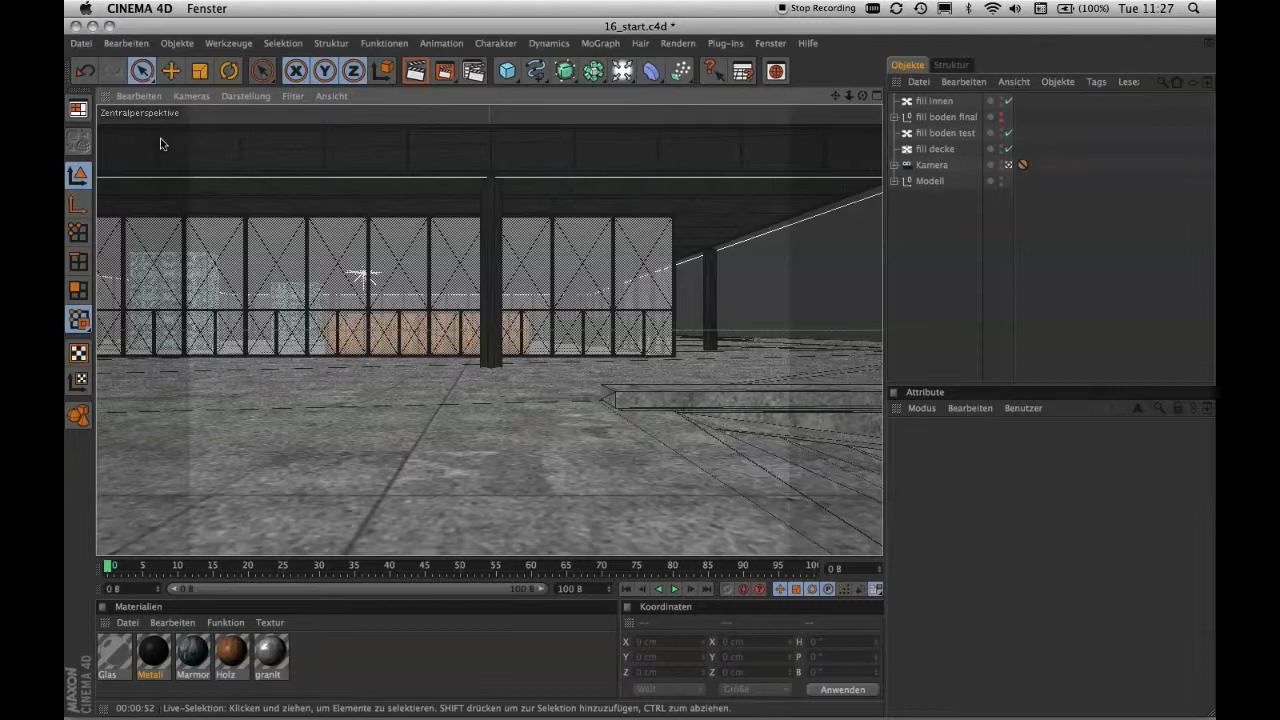 CINEMA 4D Fenster Stop Recording (100%) Tue 11:27
16_start.c4d *
Datei Bearbeiten Objekte Werkzeuge Selektion Struktur Funktionen Animation Charakter Dynamics MoGraph Hair Rendern Plug-ins Fenster Hilfe
Objekte Struktur
Bearbeiten Kameras Darstellung Filter Ansicht
Datei Bearbeiten Ansicht Objekte Tags Lese:
Zentralperspektive
fill innen
fill boden final
fill boden test
fill decke
Kamera
Modell
Attribute
Modus Bearbeiten Benutzer
0 5 10 15 20 25 30 35 40 45 50 55 60 65 70 75 80 85 90 95 10 0 B
0 B 0 B 100 B 100 B
Materialien
Datei Bearbeiten Funktion Textur
Glas Metall Marmor Holz granit
Koordinaten
-- -- --
X 0 cm X 0 cm H 0 °
Y 0 cm Y 0 cm P 0 °
Z 0 cm Z 0 cm B 0 °
Welt Größe Anwenden
MAXON CINEMA 4D
00:00:52 Live-Selektion: Klicken und ziehen, um Elemente zu selektieren. SHIFT drücken um zur Selektion hinzuzufügen, CTRL zum abziehen.